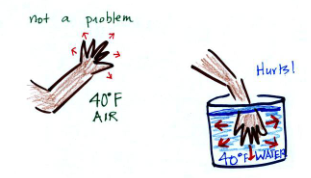 not a problem
40°F
AIR
Hurts!
40°F WATER